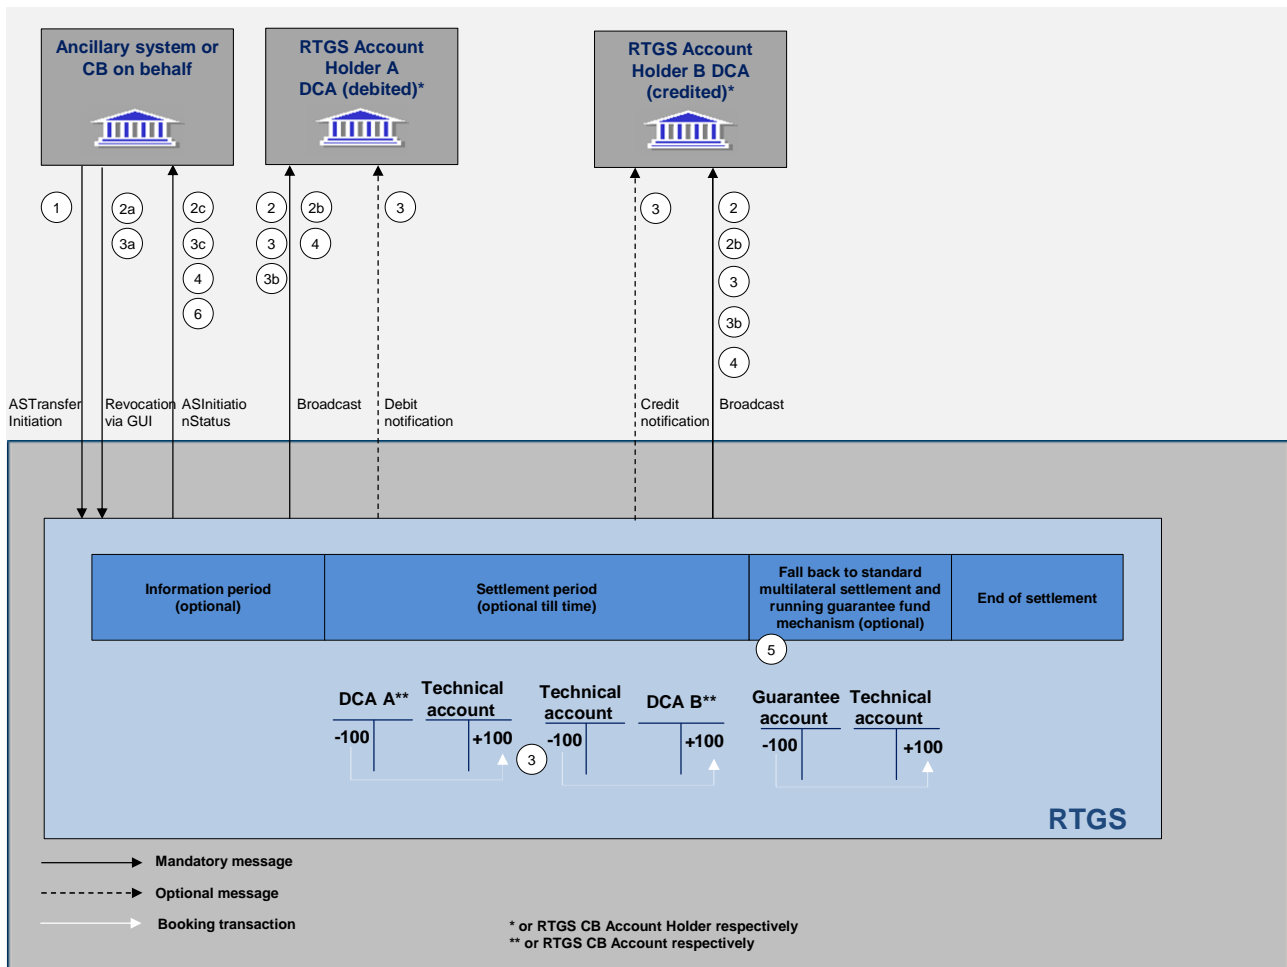 Ancillary system or
CB on behalf
RTGS Account
Holder A
DCA (debited)*
RTGS Account
Holder B DCA
(credited)*
1
2a
3a
2c
3c
4
6
2
3
3b
2b
4
3
3
2
2b
3
3b
4
ASTransfer
Initiation
Revocation
via GUI
ASInitiatio
nStatus
Broadcast
Debit
notification
Credit
notification
Broadcast
Information period
(optional)
Settlement period
(optional till time)
Fall back to standard
multilateral settlement and
running guarantee fund
mechanism (optional)
End of settlement
5
DCA A**
Technical
account
Technical
account
DCA B**
Guarantee
account
Technical
account
-100
+100
3
-100
+100
-100
+100
RTGS
Mandatory message
Optional message
Booking transaction
* or RTGS CB Account Holder respectively
** or RTGS CB Account respectively